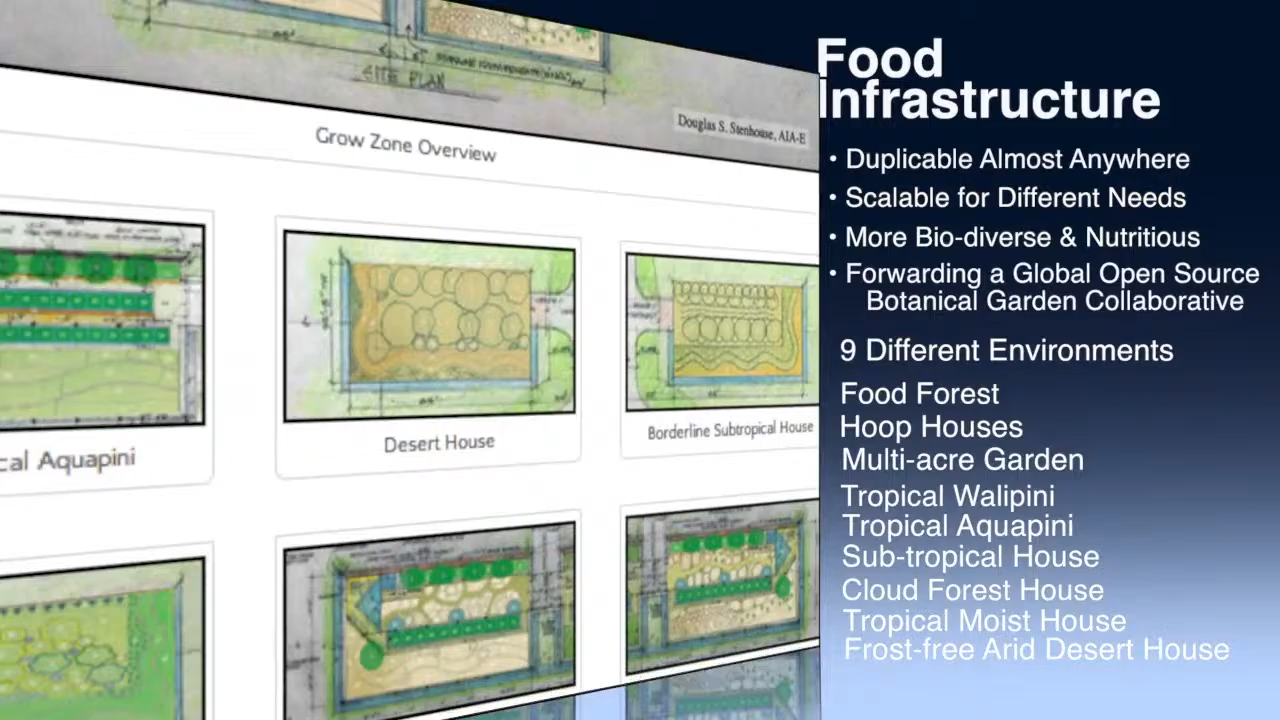 SITE PLAN
Douglas S. Stenhouse, AIA-E
Grow Zone Overview
cal Aquapini
Desert House
Borderline Subtropical House
Food
Infrastructure
• Duplicable Almost Anywhere
• Scalable for Different Needs
• More Bio-diverse & Nutritious
• Forwarding a Global Open Source
Botanical Garden Collaborative
9 Different Environments
Food Forest
Hoop Houses
Multi-acre Garden
Tropical Walipini
Tropical Aquapini
Sub-tropical House
Cloud Forest House
Tropical Moist House
Frost-free Arid Desert House